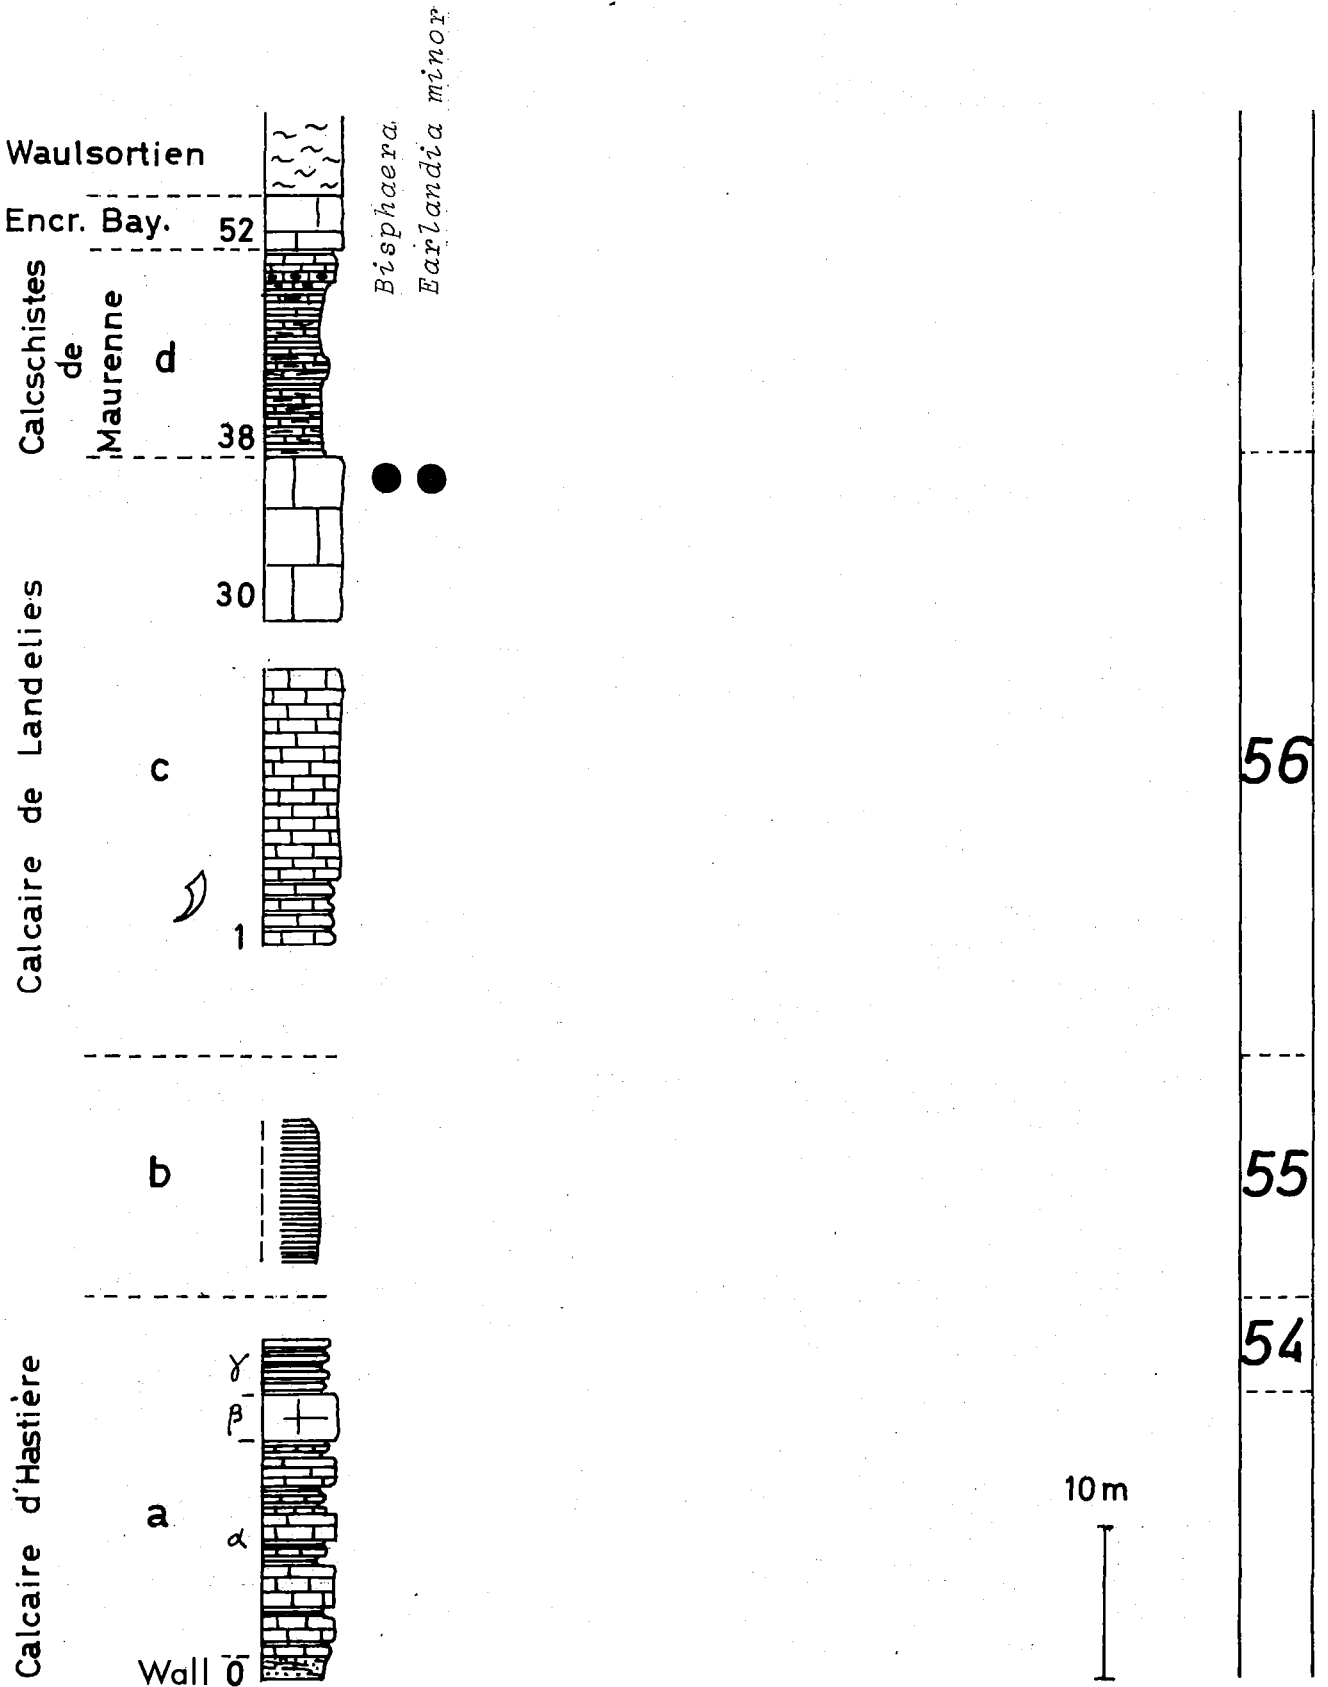 Bisphaera
Earlandia minor
Waulsortien
Encr. Bay.
52
Calcschistes
de
Maurenne
d
38
Calcaire de Landelies
30
c
1
56
b
55
54
Calcaire d'Hastière
γ
β
a
α
10 m
Wall 0